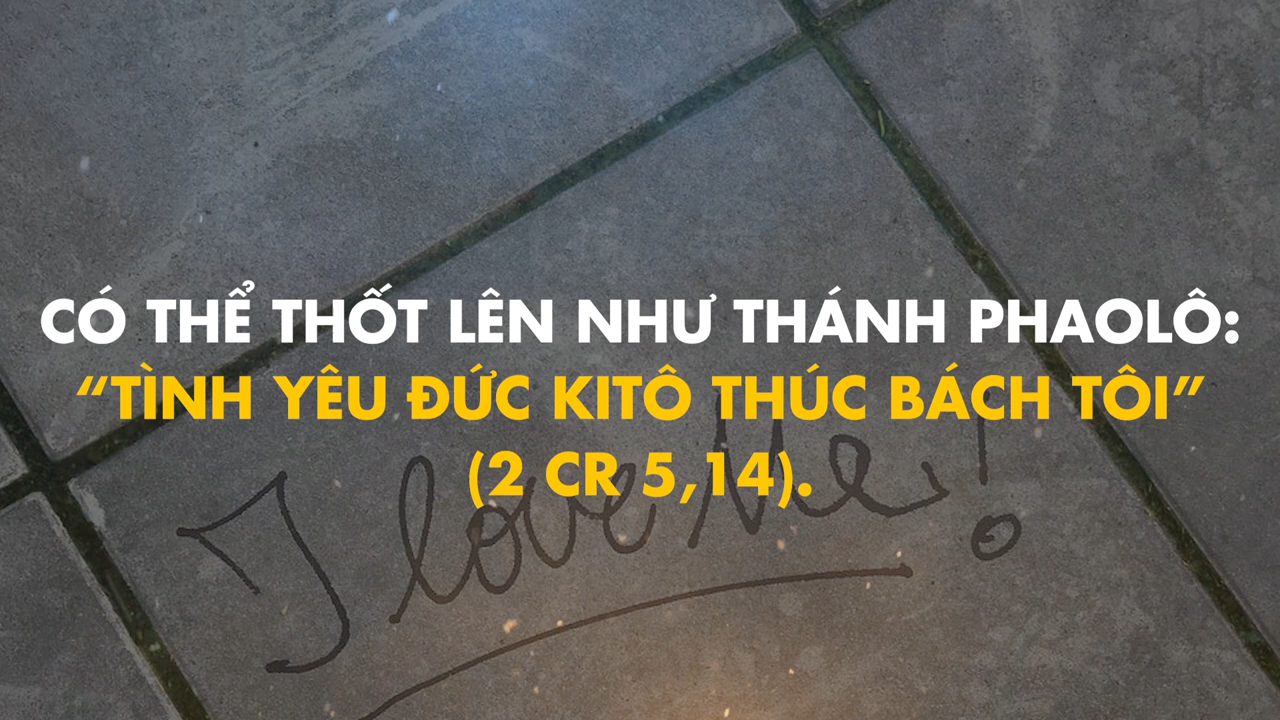 CÓ THỂ THỐT LÊN NHƯ THÁNH PHAOLÔ:
“TÌNH YÊU ĐỨC KITÔ THÚC BÁCH TÔI”
(2 CR 5,14).
I love Me!